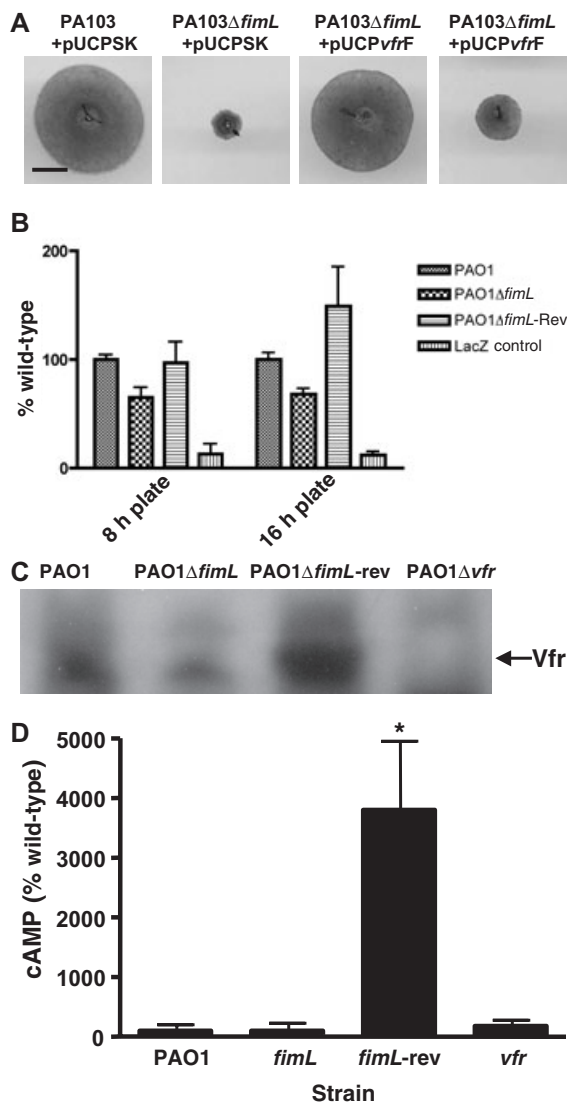 A
PA103 +pUCPSK
PA103ΔfimL +pUCPSK
PA103ΔfimL +pUCPvfrF
PA103ΔfimL +pUCPvfrF
B
% wild-type
200
100
0
8 h plate
16 h plate
PAO1
PAO1ΔfimL
PAO1ΔfimL-Rev
LacZ control
C
PAO1
PAO1ΔfimL
PAO1ΔfimL-rev
PAO1Δvfr
Vfr
D
cAMP (% wild-type)
5000
4000
3000
2000
1000
0
*
PAO1
fimL
fimL-rev
vfr
Strain